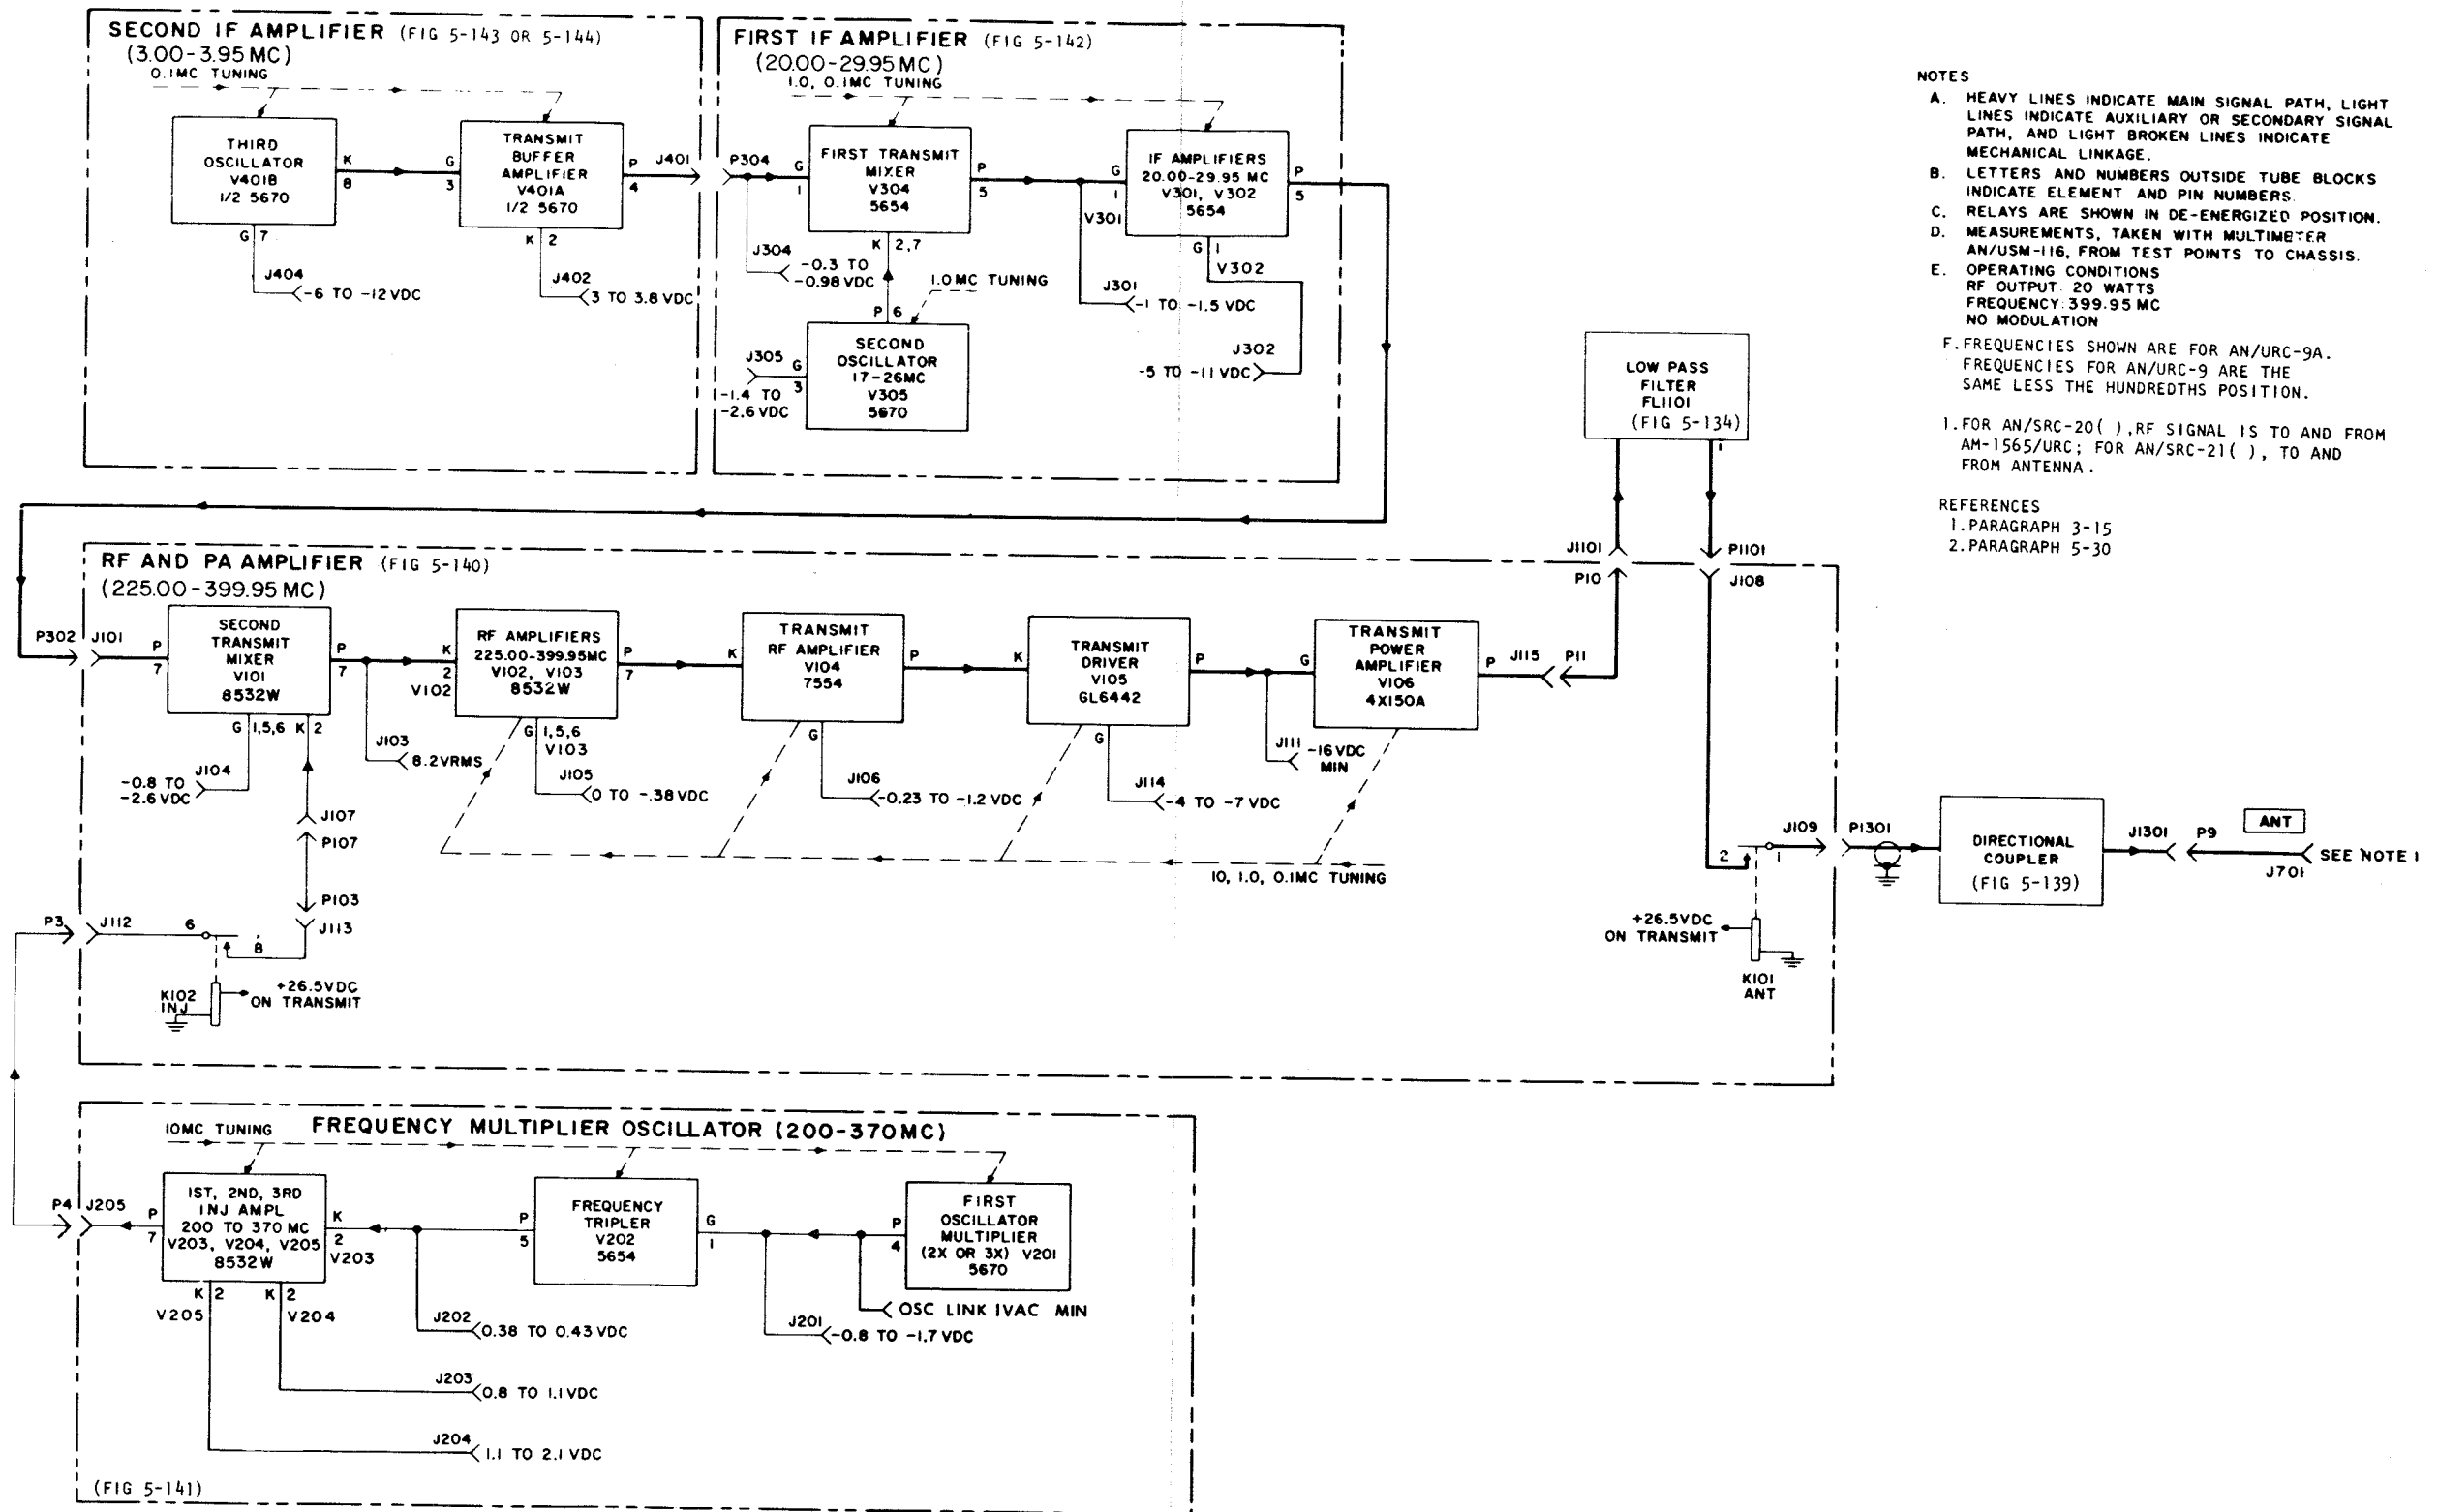 SECOND IF AMPLIFIER (FIG 5-143 OR 5-144)
(3.00-3.95 MC)
0.1MC TUNING
THIRD
OSCILLATOR
V401B
1/2 5670
K
8
G 7
J404
-6 TO -12 VDC
G
3
TRANSMIT
BUFFER
AMPLIFIER
V401A
1/2 5670
P
4
J401
K 2
J402
3 TO 3.8 VDC
FIRST IF AMPLIFIER (FIG 5-142)
(20.00-29.95 MC)
1.0, 0.1MC TUNING
P304
G
1
J304
-0.3 TO
-0.98 VDC
FIRST TRANSMIT
MIXER
V304
5654
P
5
K 2,7
1.0 MC TUNING
P 6
SECOND
OSCILLATOR
17-26MC
V305
5670
J305
G
3
-1.4 TO
-2.6 VDC
G
1
V301
J301
-1 TO -1.5 VDC
IF AMPLIFIERS
20.00-29.95 MC
V301, V302
5654
P
5
G 1
V302
J302
-5 TO -11 VDC
NOTES
A. HEAVY LINES INDICATE MAIN SIGNAL PATH, LIGHT
LINES INDICATE AUXILIARY OR SECONDARY SIGNAL
PATH, AND LIGHT BROKEN LINES INDICATE
MECHANICAL LINKAGE.
B. LETTERS AND NUMBERS OUTSIDE TUBE BLOCKS
INDICATE ELEMENT AND PIN NUMBERS.
C. RELAYS ARE SHOWN IN DE-ENERGIZED POSITION.
D. MEASUREMENTS, TAKEN WITH MULTIMETER
AN/USM-116, FROM TEST POINTS TO CHASSIS.
E. OPERATING CONDITIONS
RF OUTPUT: 20 WATTS
FREQUENCY: 399.95 MC
NO MODULATION
F. FREQUENCIES SHOWN ARE FOR AN/URC-9A.
FREQUENCIES FOR AN/URC-9 ARE THE
SAME LESS THE HUNDREDTHS POSITION.
1. FOR AN/SRC-20( ), RF SIGNAL IS TO AND FROM
AM-1565/URC; FOR AN/SRC-21( ), TO AND
FROM ANTENNA.
REFERENCES
1. PARAGRAPH 3-15
2. PARAGRAPH 5-30
LOW PASS
FILTER
FL1101
(FIG 5-134)
J1101
P10
P1101
J108
RF AND PA AMPLIFIER (FIG 5-140)
(225.00-399.95 MC)
P302
J101
P
7
SECOND
TRANSMIT
MIXER
V101
8532W
P
7
G 1,5,6
K 2
J104
-0.8 TO
-2.6 VDC
J103
8.2VRMS
K
2
V102
RF AMPLIFIERS
225.00-399.95MC
V102, V103
8532W
P
7
G 1,5,6
V103
J105
0 TO -.38 VDC
K
TRANSMIT
RF AMPLIFIER
V104
7554
P
G
J106
-0.23 TO -1.2 VDC
K
TRANSMIT
DRIVER
V105
GL6442
P
G
J114
-4 TO -7 VDC
J111
-16VDC
MIN
G
TRANSMIT
POWER
AMPLIFIER
V106
4X150A
P
J115
P11
J107
P107
P103
J113
P3
J112
6
8
K102
INJ
+26.5VDC
ON TRANSMIT
10, 1.0, 0.1MC TUNING
2
1
J109
P1301
+26.5VDC
ON TRANSMIT
K101
ANT
DIRECTIONAL
COUPLER
(FIG 5-139)
J1301
P9
ANT
J701
SEE NOTE 1
10MC TUNING
FREQUENCY MULTIPLIER OSCILLATOR (200-370MC)
P4
J205
P
7
1ST, 2ND, 3RD
INJ AMPL
200 TO 370 MC
V203, V204, V205
8532W
K
2
V203
K 2
V205
K 2
V204
P
5
FREQUENCY
TRIPLER
V202
5654
G
1
P
4
FIRST
OSCILLATOR
MULTIPLIER
(2X OR 3X) V201
5670
OSC LINK 1VAC MIN
J202
0.38 TO 0.43 VDC
J201
-0.8 TO -1.7 VDC
J203
0.8 TO 1.1 VDC
J204
1.1 TO 2.1 VDC
(FIG 5-141)